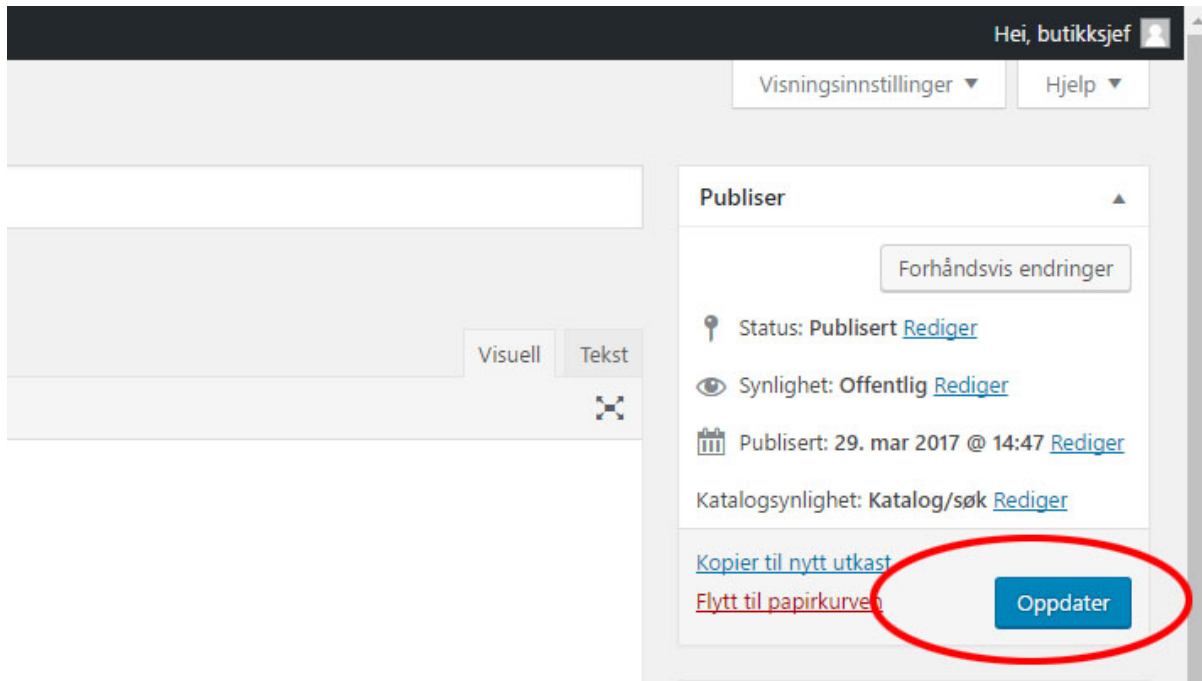 Hei, butikksjef
Visningsinnstillinger ▼ Hjelp ▼
Publiser
Forhåndsvis endringer
Status: Publisert Rediger
Visuell Tekst
Synlighet: Offentlig Rediger
Publisert: 29. mar 2017 @ 14:47 Rediger
Katalogsynlighet: Katalog/søk Rediger
Kopier til nytt utkast
Flytt til papirkurven
Oppdater